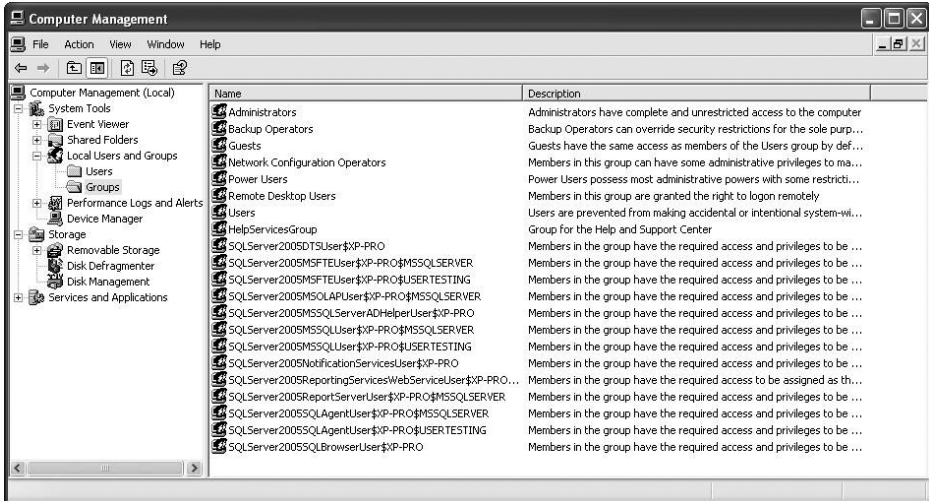 Computer Management
File Action View Window Help
Computer Management (Local)
System Tools
Event Viewer
Shared Folders
Local Users and Groups
Users
Groups
Performance Logs and Alerts
Device Manager
Storage
Removable Storage
Disk Defragmenter
Disk Management
Services and Applications
Name Description
Administrators Administrators have complete and unrestricted access to the computer
Backup Operators Backup Operators can override security restrictions for the sole purp...
Guests Guests have the same access as members of the Users group by def...
Network Configuration Operators Members in this group can have some administrative privileges to ma...
Power Users Power Users possess most administrative powers with some restricti...
Remote Desktop Users Members in this group are granted the right to logon remotely
Users Users are prevented from making accidental or intentional system-wi...
HelpServicesGroup Group for the Help and Support Center
SQLServer2005DTSUser$XP-PRO Members in the group have the required access and privileges to be ...
SQLServer2005MSFTEUser$XP-PRO$MSSQLSERVER Members in the group have the required access and privileges to be ...
SQLServer2005MSFTEUser$XP-PRO$USERTESTING Members in the group have the required access and privileges to be ...
SQLServer2005MSOLAPUser$XP-PRO$MSSQLSERVER Members in the group have the required access and privileges to be ...
SQLServer2005MSSQLServerADHelperUser$XP-PRO Members in the group have the required access and privileges to be ...
SQLServer2005MSSQLUser$XP-PRO$MSSQLSERVER Members in the group have the required access and privileges to be ...
SQLServer2005MSSQLUser$XP-PRO$USERTESTING Members in the group have the required access and privileges to be ...
SQLServer2005NotificationServicesUser$XP-PRO Members in the group have the required access and privileges to be ...
SQLServer2005ReportingServicesWebServiceUser$XP-PRO... Members in the group have the required access to be assigned as th...
SQLServer2005ReportServerUser$XP-PRO$MSSQLSERVER Members in the group have the required access and privileges to be ...
SQLServer2005SQLAgentUser$XP-PRO$MSSQLSERVER Members in the group have the required access and privileges to be ...
SQLServer2005SQLAgentUser$XP-PRO$USERTESTING Members in the group have the required access and privileges to be ...
SQLServer2005SQLBrowserUser$XP-PRO Members in the group have the required access and privileges to be ...